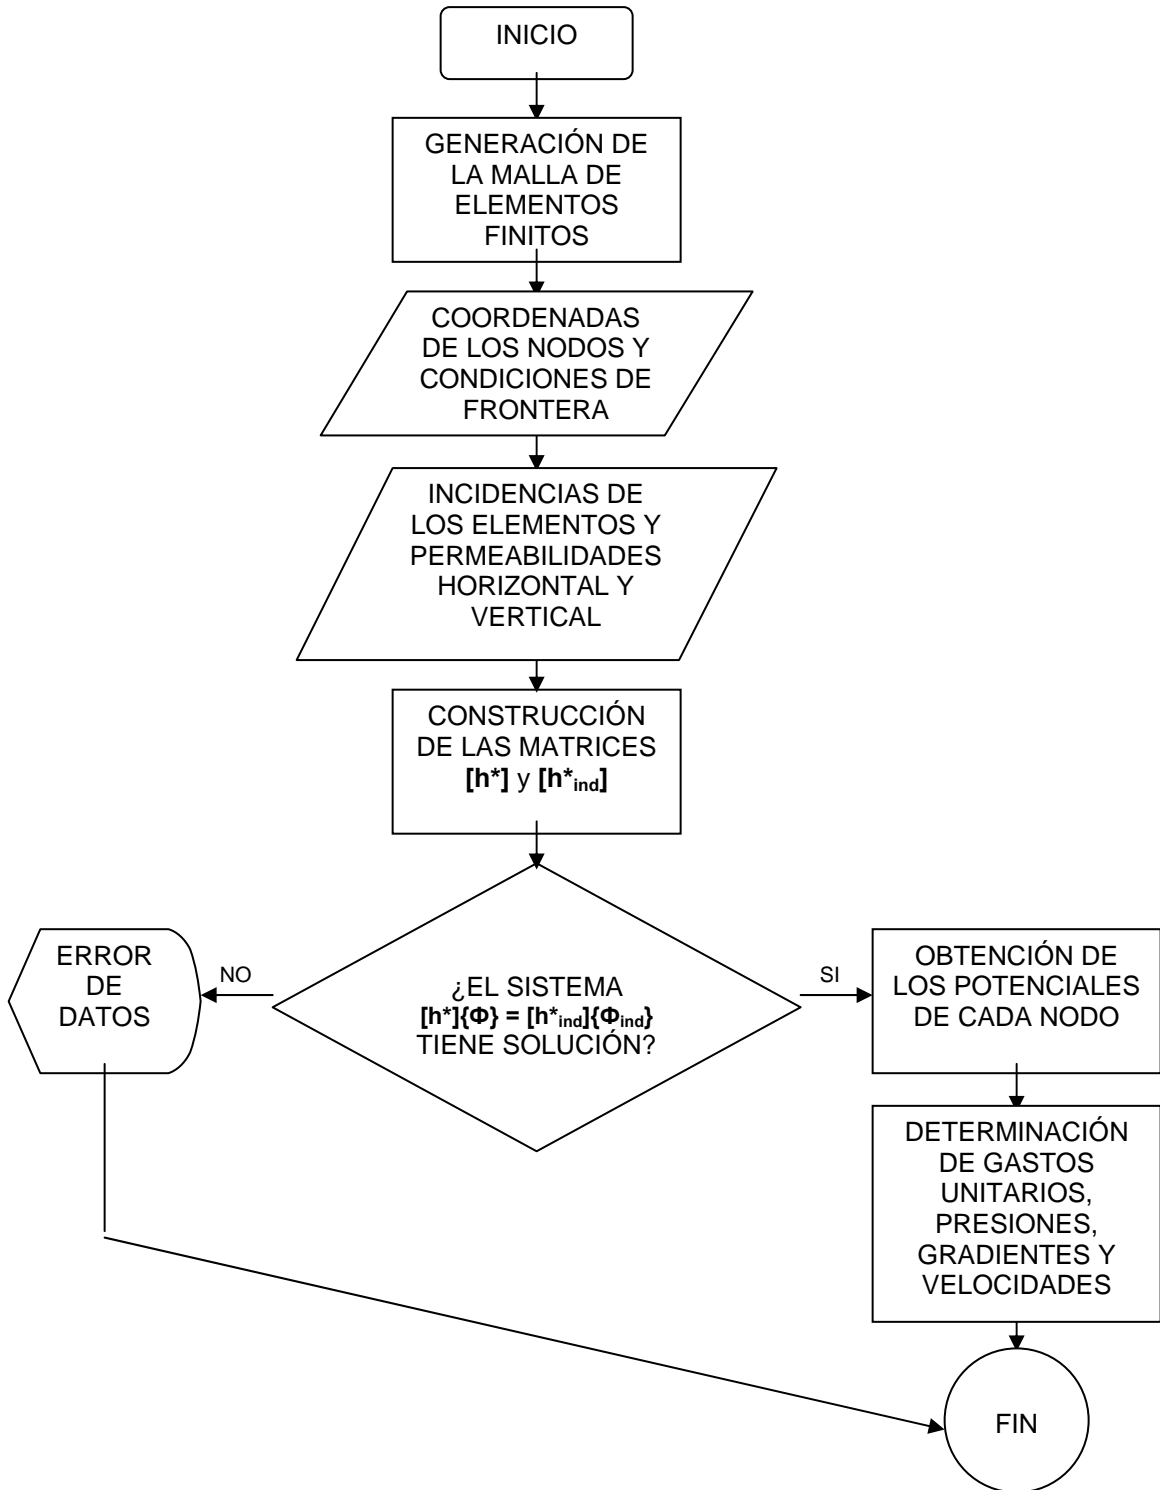 INICIO
GENERACIÓN DE
LA MALLA DE
ELEMENTOS
FINITOS
COORDENADAS
DE LOS NODOS Y
CONDICIONES DE
FRONTERA
INCIDENCIAS DE
LOS ELEMENTOS Y
PERMEABILIDADES
HORIZONTAL Y
VERTICAL
CONSTRUCCIÓN
DE LAS MATRICES
[h*] y [h*ind]
¿EL SISTEMA
[h*]{Φ} = [h*ind]{Φind}
TIENE SOLUCIÓN?
NO
ERROR
DE
DATOS
SI
OBTENCIÓN DE
LOS POTENCIALES
DE CADA NODO
DETERMINACIÓN
DE GASTOS
UNITARIOS,
PRESIONES,
GRADIENTES Y
VELOCIDADES
FIN